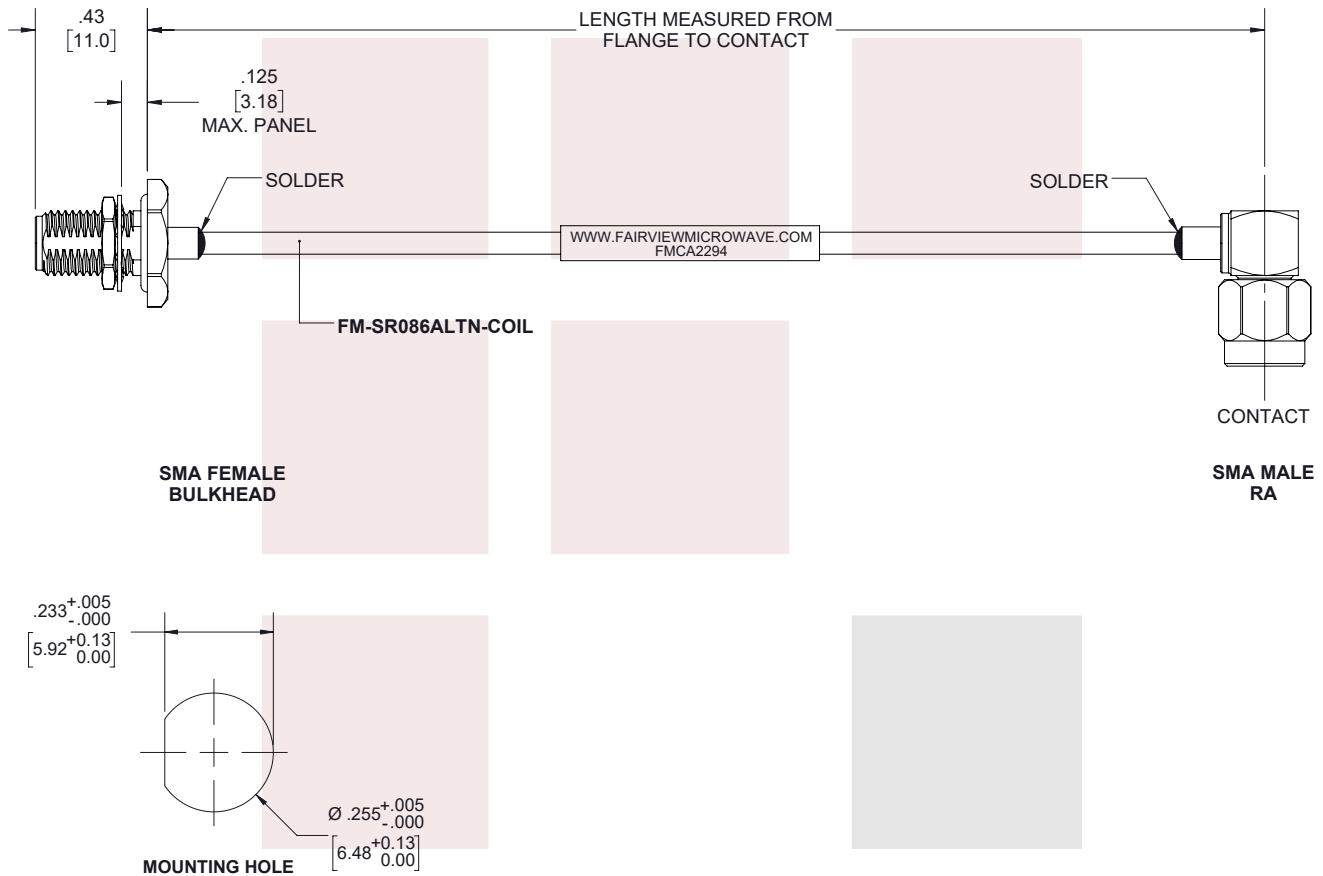 .43
[11.0]
LENGTH MEASURED FROM
FLANGE TO CONTACT
.125
[3.18]
MAX. PANEL
SOLDER
SOLDER
WWW.FAIRVIEWMICROWAVE.COM
FMCA2294
FM-SR086ALTN-COIL
CONTACT
SMA FEMALE
BULKHEAD
SMA MALE
RA
.233 +.005
-.000
[5.92 +0.13
0.00]
Ø .255 +.005
-.000
[6.48 +0.13
0.00]
MOUNTING HOLE